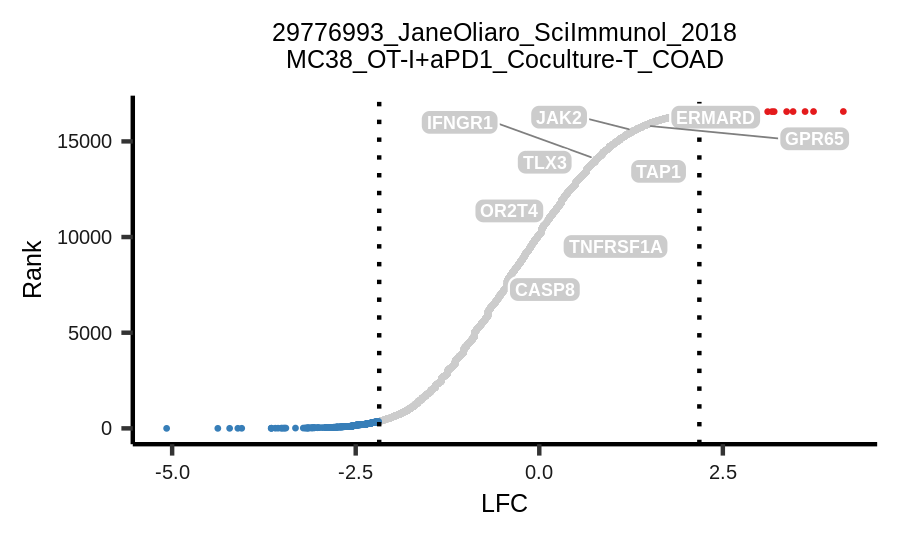 29776993_JaneOliaro_SciImmunol_2018
MC38_OT-I+aPD1_Coculture-T_COAD
IFNGR1
JAK2
ERMARD
GPR65
TLX3
TAP1
OR2T4
TNFRSF1A
CASP8
15000
10000
5000
0
Rank
-5.0
-2.5
0.0
2.5
LFC